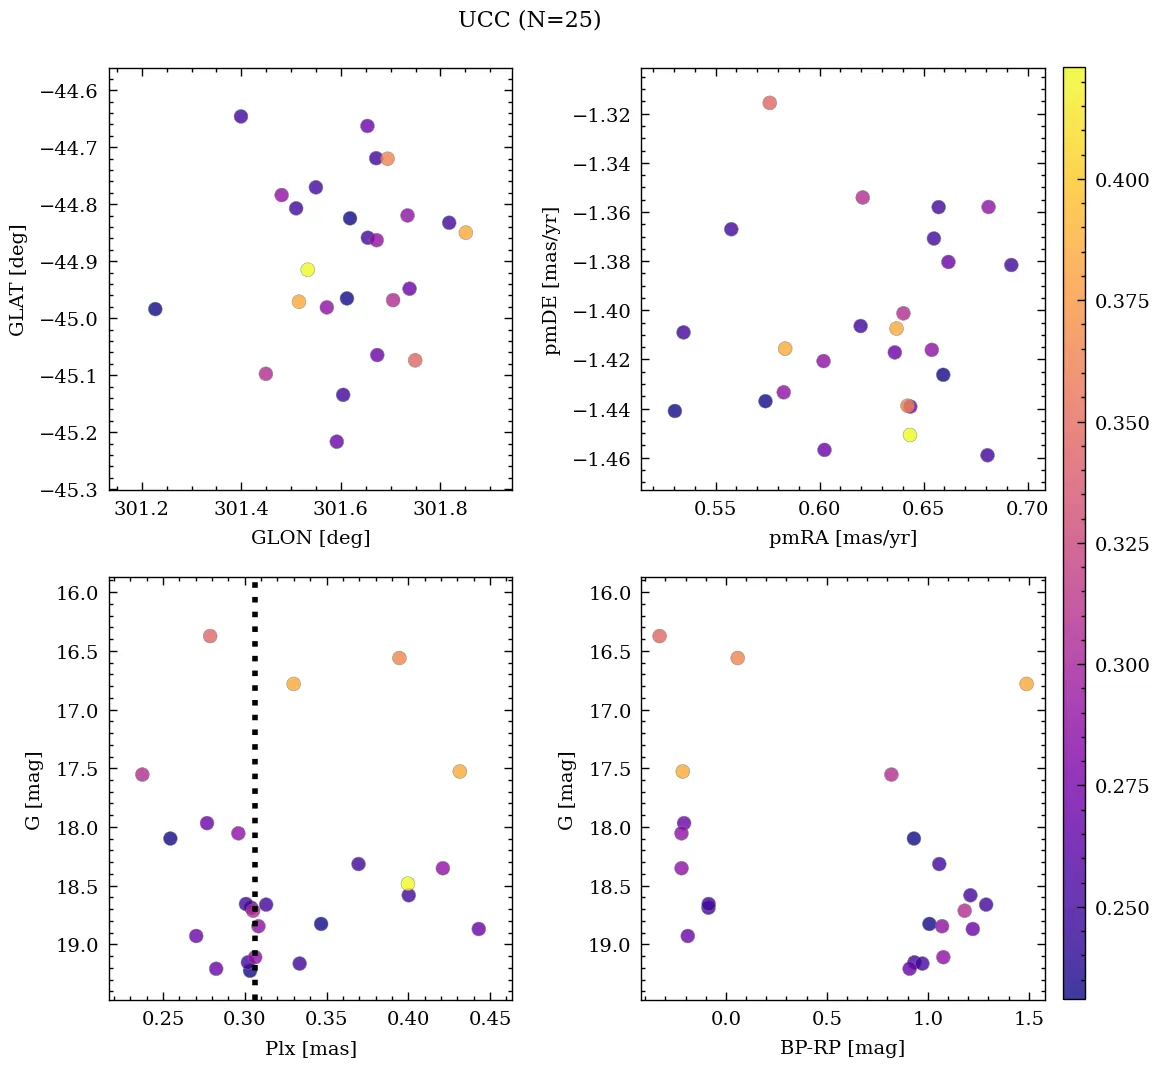 UCC (N=25)
−44.6
−44.7
−44.8
−44.9
−45.0
−45.1
−45.2
−45.3
GLAT [deg]
301.2 301.4 301.6 301.8
GLON [deg]
−1.32
−1.34
−1.36
−1.38
−1.40
−1.42
−1.44
−1.46
pmDE [mas/yr]
0.55 0.60 0.65 0.70
pmRA [mas/yr]
16.0
16.5
17.0
17.5
18.0
18.5
19.0
G [mag]
0.25 0.30 0.35 0.40 0.45
Plx [mas]
16.0
16.5
17.0
17.5
18.0
18.5
19.0
G [mag]
0.0 0.5 1.0 1.5
BP-RP [mag]
0.400
0.375
0.350
0.325
0.300
0.275
0.250